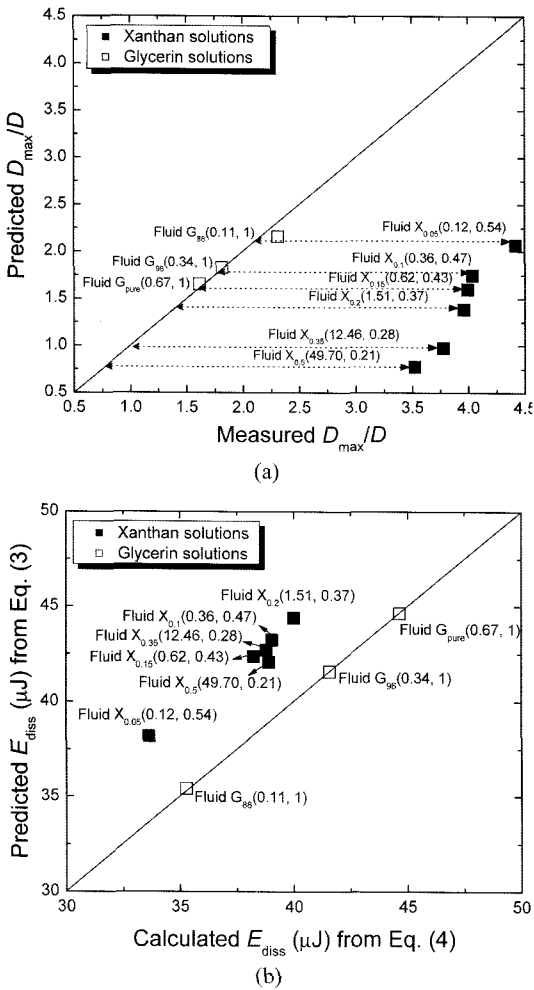 4.5
Xanthan solutions
Glycerin solutions
4.0
3.5
3.0
2.5
2.0
1.5
1.0
0.5
Predicted Dmax/D
Fluid G88(0.11, 1)
Fluid X0.05(0.12, 0.54)
Fluid G96(0.34, 1)
Fluid X0.1(0.36, 0.47)
Fluid Gpure(0.67, 1)
Fluid X0.15(0.62, 0.43)
Fluid X0.2(1.51, 0.37)
Fluid X0.35(12.46, 0.28)
Fluid X0.5(49.70, 0.21)
0.5 1.0 1.5 2.0 2.5 3.0 3.5 4.0 4.5
Measured Dmax/D
(a)
50
Xanthan solutions
Glycerin solutions
45
40
35
30
Predicted Ediss (μJ) from Eq. (3)
Fluid X0.2(1.51, 0.37)
Fluid X0.1(0.36, 0.47)
Fluid X0.35(12.46, 0.28)
Fluid X0.15(0.62, 0.43)
Fluid X0.5(49.70, 0.21)
Fluid Gpure(0.67, 1)
Fluid G96(0.34, 1)
Fluid X0.05(0.12, 0.54)
Fluid G88(0.11, 1)
30 35 40 45 50
Calculated Ediss (μJ) from Eq. (4)
(b)